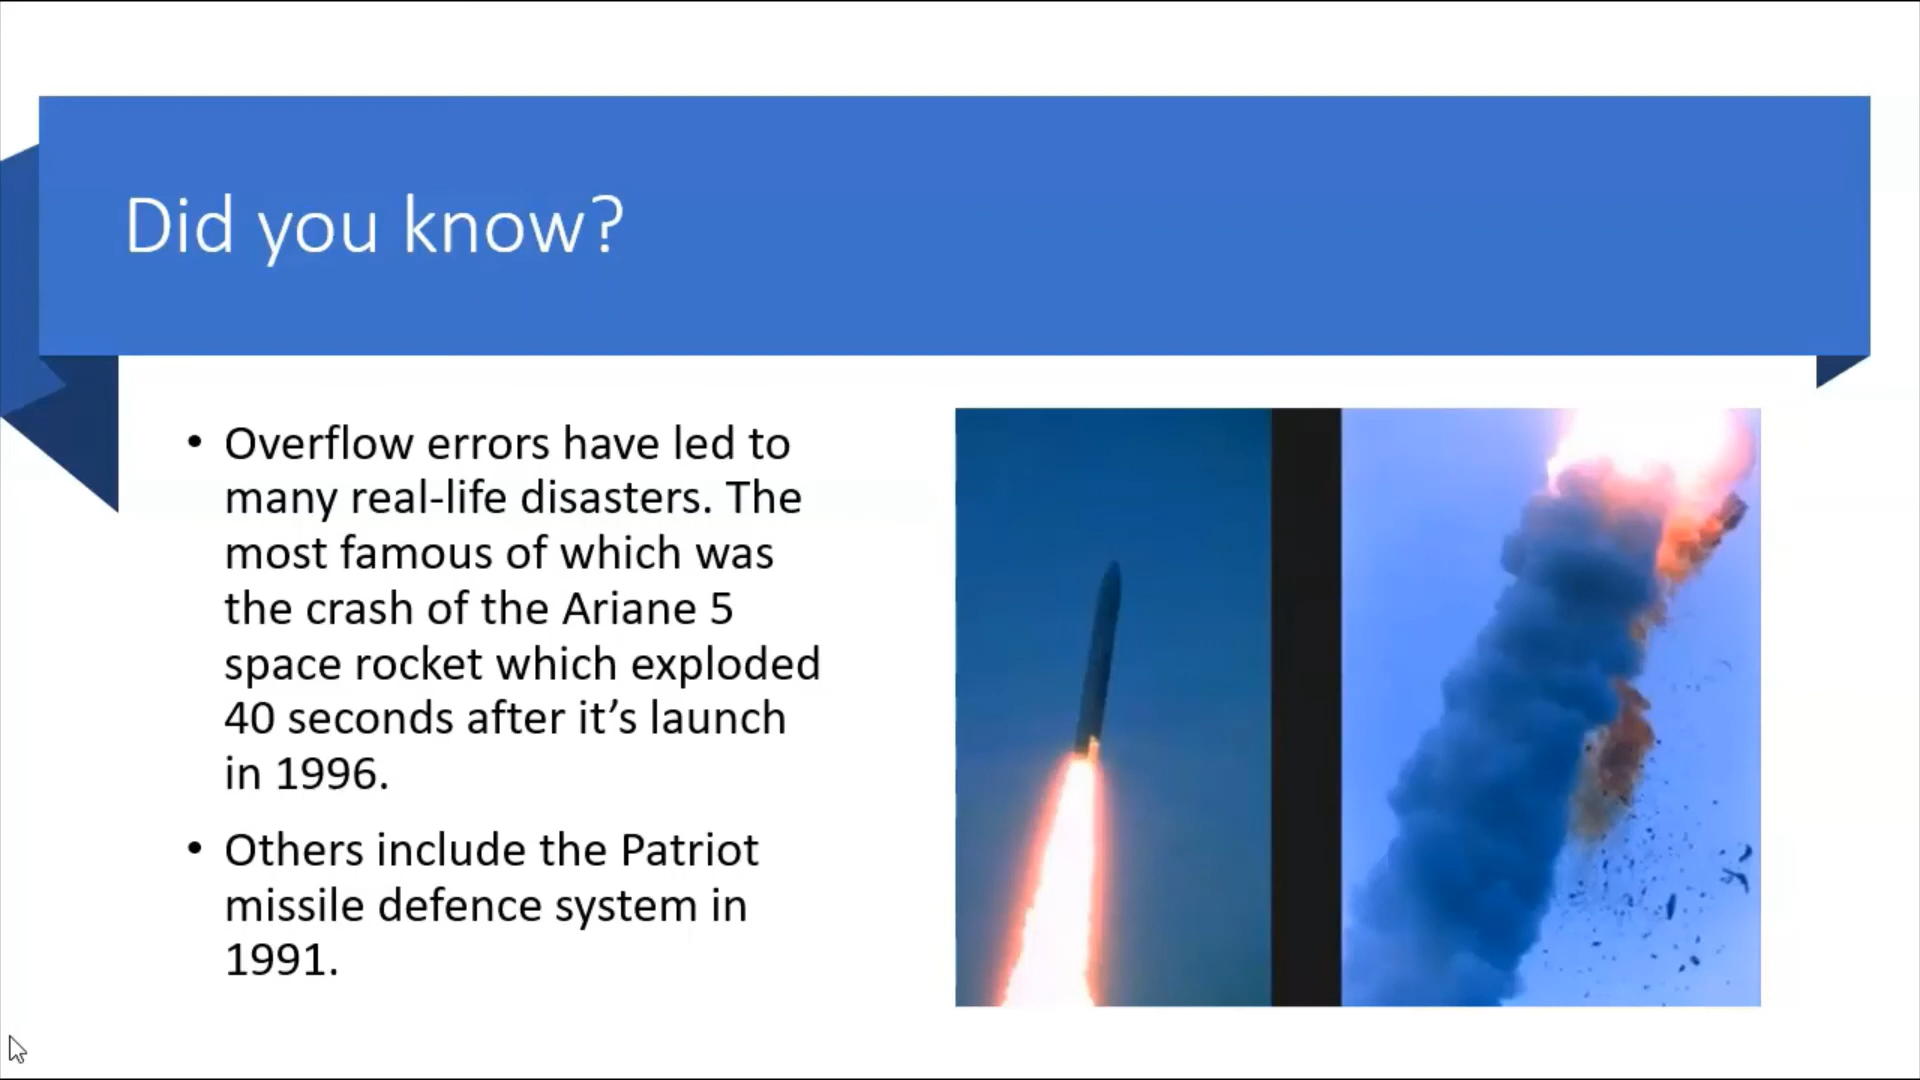 Did you know?
• Overflow errors have led to
many real-life disasters. The
most famous of which was
the crash of the Ariane 5
space rocket which exploded
40 seconds after it’s launch
in 1996.
• Others include the Patriot
missile defence system in
1991.